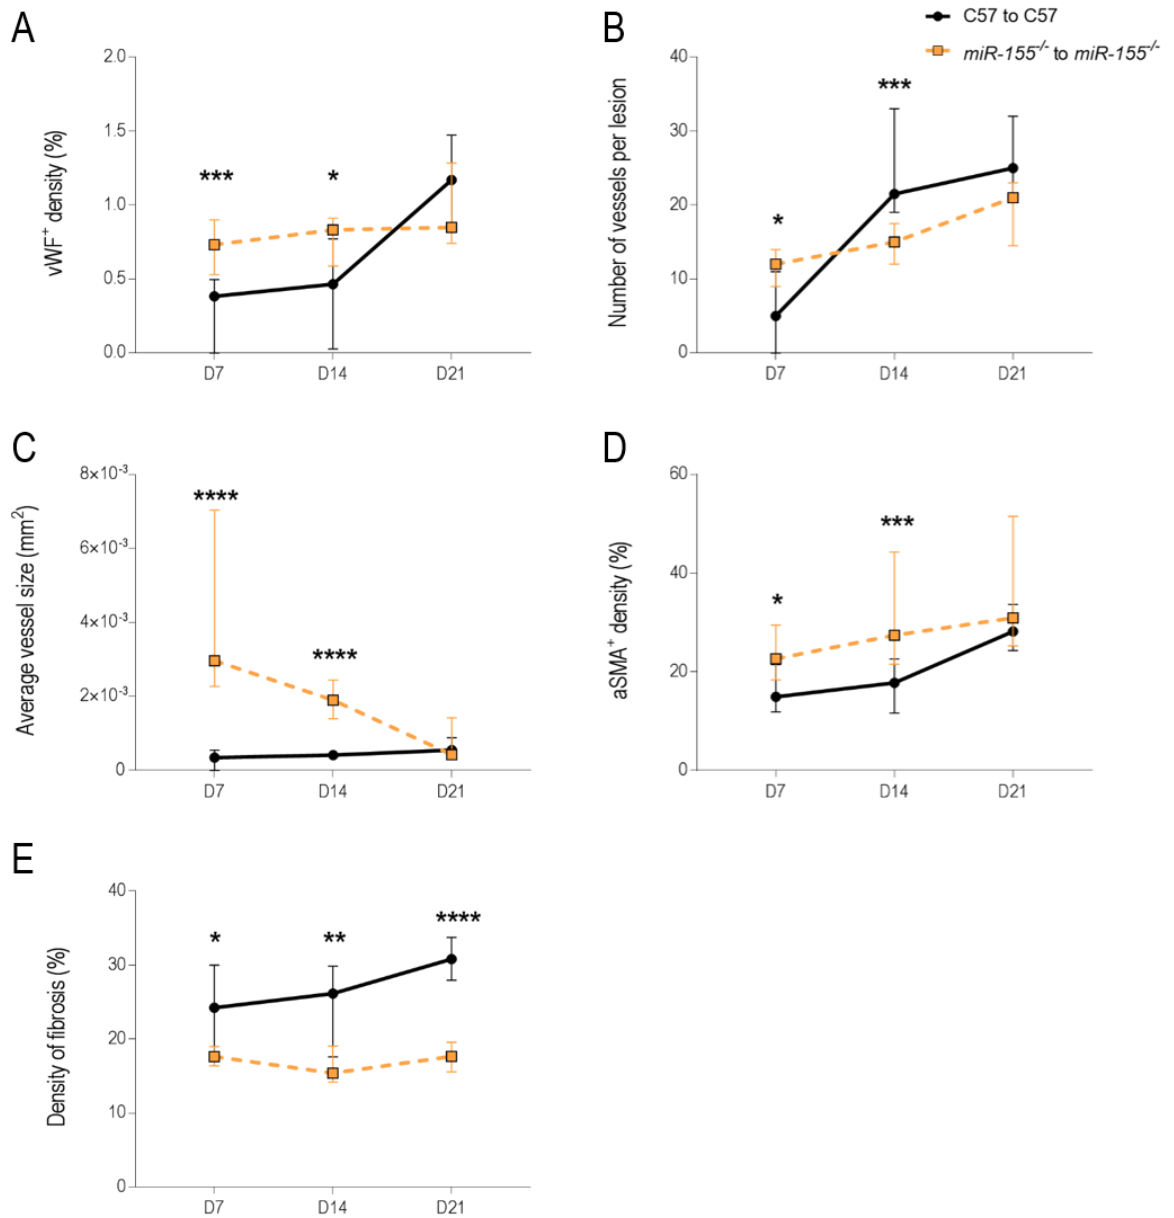 A
vWF⁺ density (%)
2.0
1.5
1.0
0.5
0.0
***
*
D7 D14 D21
B
C57 to C57
miR-155⁻/⁻ to miR-155⁻/⁻
Number of vessels per lesion
40
30
20
10
0
*
***
D7 D14 D21
C
Average vessel size (mm²)
8×10⁻³
6×10⁻³
4×10⁻³
2×10⁻³
0
****
****
D7 D14 D21
D
aSMA⁺ density (%)
60
40
20
0
*
***
D7 D14 D21
E
Density of fibrosis (%)
40
30
20
10
0
*
**
****
D7 D14 D21